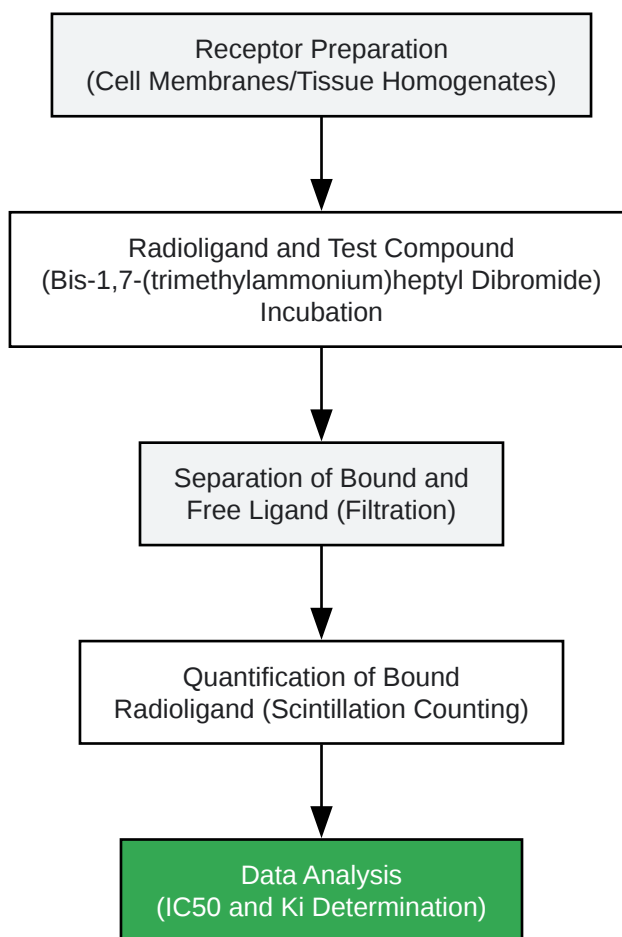 Receptor Preparation
(Cell Membranes/Tissue Homogenates)
Radioligand and Test Compound
(Bis-1,7-(trimethylammonium)heptyl Dibromide)
Incubation
Separation of Bound and
Free Ligand (Filtration)
Quantification of Bound
Radioligand (Scintillation Counting)
Data Analysis
(IC50 and Ki Determination)